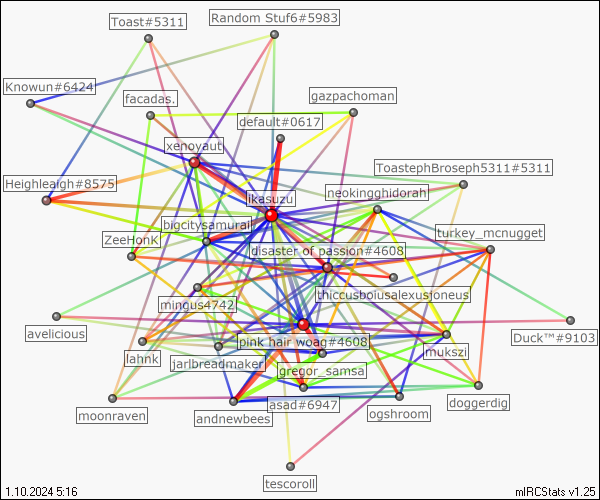 Random Stuf6#5983
Toast#5311
Knowun#6424
facadas.
gazpachoman
default#0617
xenoyaut
ToastephBroseph5311#5311
Heighleaigh#8575
neokingghidorah
ikasuzu
bigcitysamurai
turkey_mcnugget
ZeeHonk
disaster of passion#4608
thiccusboiusalexusjoneus
mingus4742
avelicious
Duck™#9103
pink hair woag#4608
mukszi
lahnk
jarlbreadmaker
gregor_samsa
doggerdig
asad#6947
moonraven
andnewbees
ogshroom
tescoroll
1.10.2024 5:16
mIRCStats v1.25